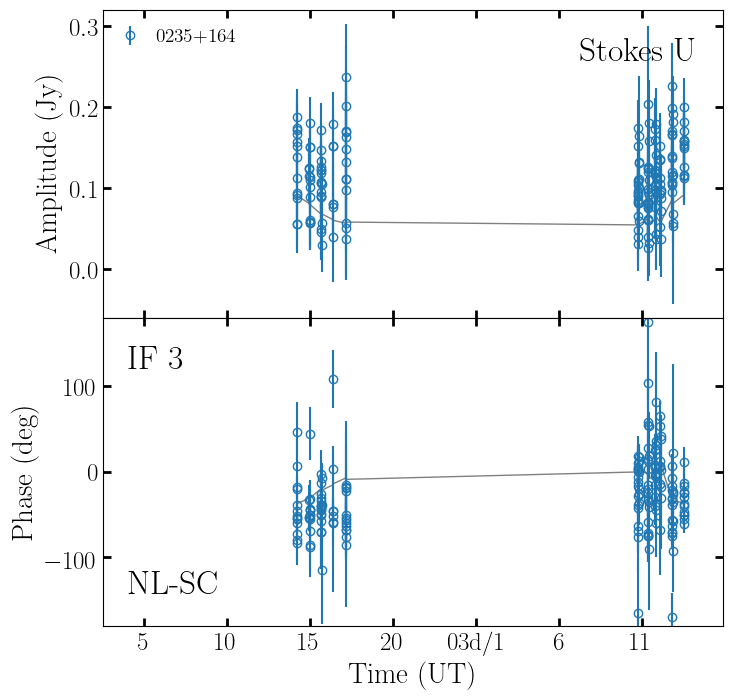 0.3
0235+164
Stokes U
0.2
0.1
0.0
Amplitude (Jy)
IF 3
100
0
−100
Phase (deg)
NL-SC
5 10 15 20 03d/1 6 11
Time (UT)